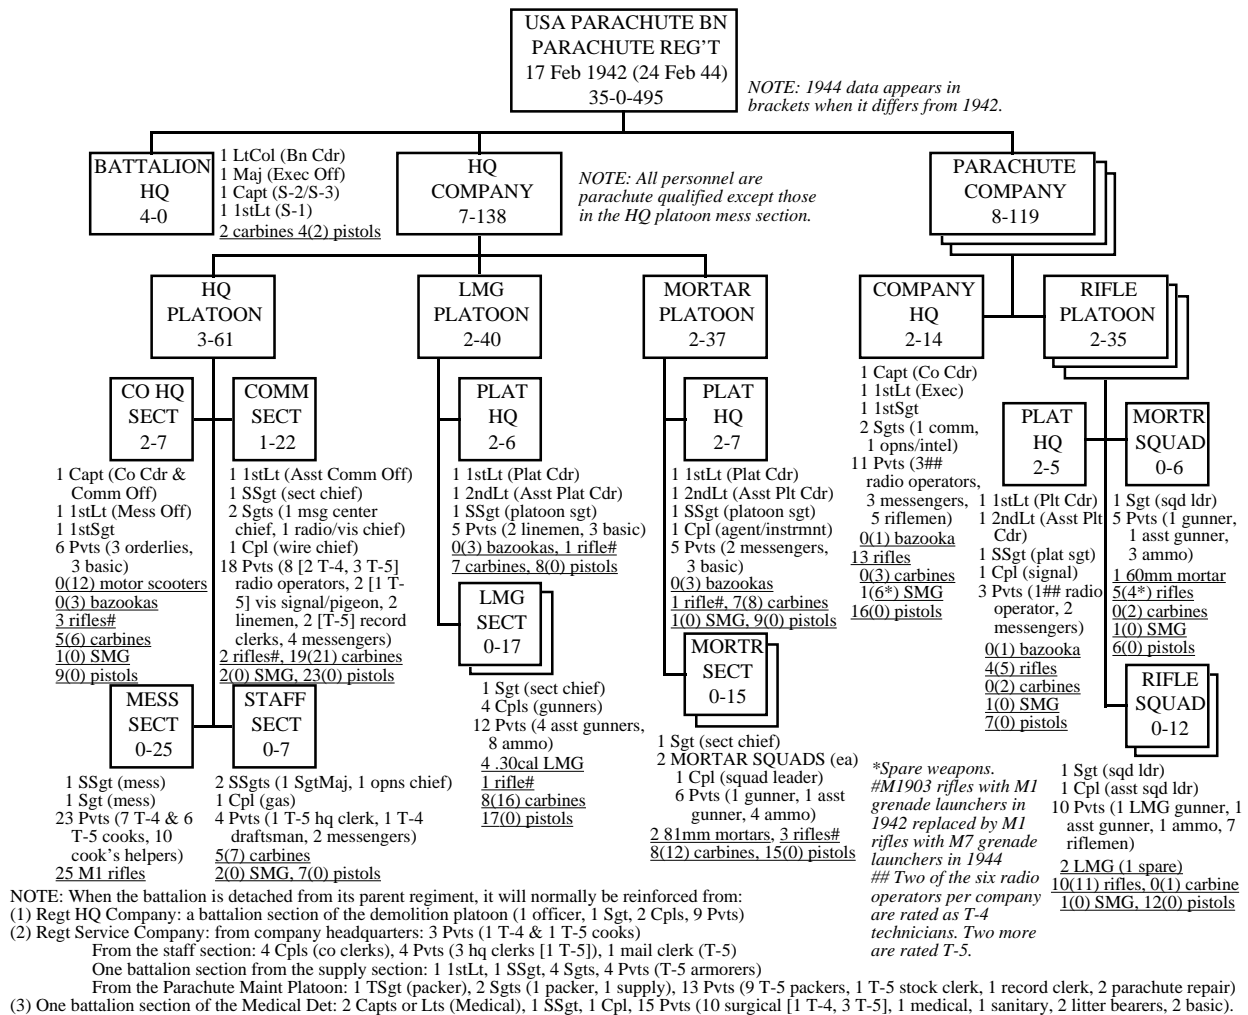 USA PARACHUTE BN
PARACHUTE REG'T
17 Feb 1942 (24 Feb 44)
35-0-495
NOTE: 1944 data appears in
brackets when it differs from 1942.
BATTALION
HQ
4-0
1 LtCol (Bn Cdr)
1 Maj (Exec Off)
1 Capt (S-2/S-3)
1 1stLt (S-1)
2 carbines 4(2) pistols
HQ
COMPANY
7-138
NOTE: All personnel are
parachute qualified except those
in the HQ platoon mess section.
PARACHUTE
COMPANY
8-119
HQ
PLATOON
3-61
LMG
PLATOON
2-40
MORTAR
PLATOON
2-37
COMPANY
HQ
2-14
RIFLE
PLATOON
2-35
CO HQ
SECT
2-7
1 Capt (Co Cdr &
Comm Off)
1 1stLt (Mess Off)
1 1stSgt
6 Pvts (3 orderlies,
3 basic)
0(12) motor scooters
0(3) bazookas
3 rifles#
5(6) carbines
1(0) SMG
9(0) pistols
COMM
SECT
1-22
1 1stLt (Asst Comm Off)
1 SSgt (sect chief)
2 Sgts (1 msg center
chief, 1 radio/vis chief)
1 Cpl (wire chief)
18 Pvts (8 [2 T-4, 3 T-5]
radio operators, 2 [1 T-
5] vis signal/pigeon, 2
linemen, 2 [T-5] record
clerks, 4 messengers)
2 rifles#, 19(21) carbines
2(0) SMG, 23(0) pistols
PLAT
HQ
2-6
1 1stLt (Plat Cdr)
1 2ndLt (Asst Plat Cdr)
1 SSgt (platoon sgt)
5 Pvts (2 linemen, 3 basic)
0(3) bazookas, 1 rifle#
7 carbines, 8(0) pistols
PLAT
HQ
2-7
1 1stLt (Plat Cdr)
1 2ndLt (Asst Plt Cdr)
1 SSgt (platoon sgt)
1 Cpl (agent/instrmnt)
5 Pvts (2 messengers,
3 basic)
0(3) bazookas
1 rifle#, 7(8) carbines
1(0) SMG, 9(0) pistols
1 Capt (Co Cdr)
1 1stLt (Exec)
1 1stSgt
2 Sgts (1 comm,
1 opns/intel)
11 Pvts (3##
radio operators,
3 messengers,
5 riflemen)
0(1) bazooka
13 rifles
0(3) carbines
1(6*) SMG
16(0) pistols
PLAT
HQ
2-5
1 1stLt (Plt Cdr)
1 2ndLt (Asst Plt
Cdr)
1 SSgt (plat sgt)
1 Cpl (signal)
3 Pvts (1## radio
operator, 2
messengers)
0(1) bazooka
4(5) rifles
0(2) carbines
1(0) SMG
7(0) pistols
MORTR
SQUAD
0-6
1 Sgt (sqd ldr)
5 Pvts (1 gunner,
1 asst gunner,
3 ammo)
1 60mm mortar
5(4*) rifles
0(2) carbines
1(0) SMG
6(0) pistols
MESS
SECT
0-25
1 SSgt (mess)
1 Sgt (mess)
23 Pvts (7 T-4 & 6
T-5 cooks, 10
cook's helpers)
25 M1 rifles
STAFF
SECT
0-7
2 SSgts (1 SgtMaj, 1 opns chief)
1 Cpl (gas)
4 Pvts (1 T-5 hq clerk, 1 T-4
draftsman, 2 messengers)
5(7) carbines
2(0) SMG, 7(0) pistols
LMG
SECT
0-17
1 Sgt (sect chief)
4 Cpls (gunners)
12 Pvts (4 asst gunners,
8 ammo)
4 .30cal LMG
1 rifle#
8(16) carbines
17(0) pistols
MORTR
SECT
0-15
1 Sgt (sect chief)
2 MORTAR SQUADS (ea)
1 Cpl (squad leader)
6 Pvts (1 gunner, 1 asst
gunner, 4 ammo)
2 81mm mortars, 3 rifles#
8(12) carbines, 15(0) pistols
RIFLE
SQUAD
0-12
1 Sgt (sqd ldr)
1 Cpl (asst sqd ldr)
10 Pvts (1 LMG gunner, 1
asst gunner, 1 ammo, 7
riflemen)
2 LMG (1 spare)
10(11) rifles, 0(1) carbine
1(0) SMG, 12(0) pistols
*Spare weapons.
#M1903 rifles with M1
grenade launchers in
1942 replaced by M1
rifles with M7 grenade
launchers in 1944
## Two of the six radio
operators per company
are rated as T-4
technicians. Two more
are rated T-5.
NOTE: When the battalion is detached from its parent regiment, it will normally be reinforced from:
(1) Regt HQ Company: a battalion section of the demolition platoon (1 officer, 1 Sgt, 2 Cpls, 9 Pvts)
(2) Regt Service Company: from company headquarters: 3 Pvts (1 T-4 & 1 T-5 cooks)
From the staff section: 4 Cpls (co clerks), 4 Pvts (3 hq clerks [1 T-5]), 1 mail clerk (T-5)
One battalion section from the supply section: 1 1stLt, 1 SSgt, 4 Sgts, 4 Pvts (T-5 armorers)
From the Parachute Maint Platoon: 1 TSgt (packer), 2 Sgts (1 packer, 1 supply), 13 Pvts (9 T-5 packers, 1 T-5 stock clerk, 1 record clerk, 2 parachute repair)
(3) One battalion section of the Medical Det: 2 Capts or Lts (Medical), 1 SSgt, 1 Cpl, 15 Pvts (10 surgical [1 T-4, 3 T-5], 1 medical, 1 sanitary, 2 litter bearers, 2 basic).